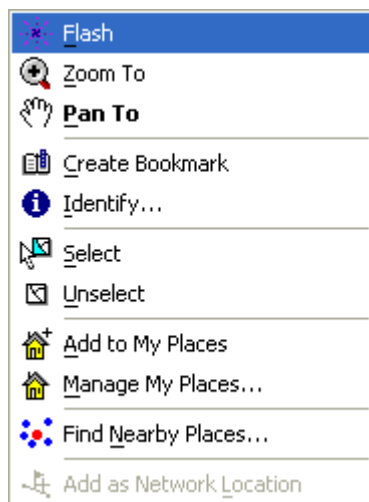 Flash
Zoom To
Pan To
Create Bookmark
Identify...
Select
Unselect
Add to My Places
Manage My Places...
Find Nearby Places...
Add as Network Location